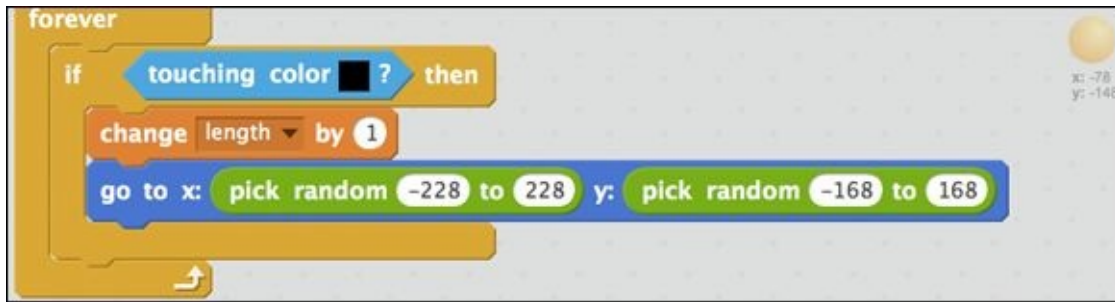 forever
if touching color ? then
change length by 1
go to x: pick random -228 to 228 y: pick random -168 to 168
x: -78
y: -148